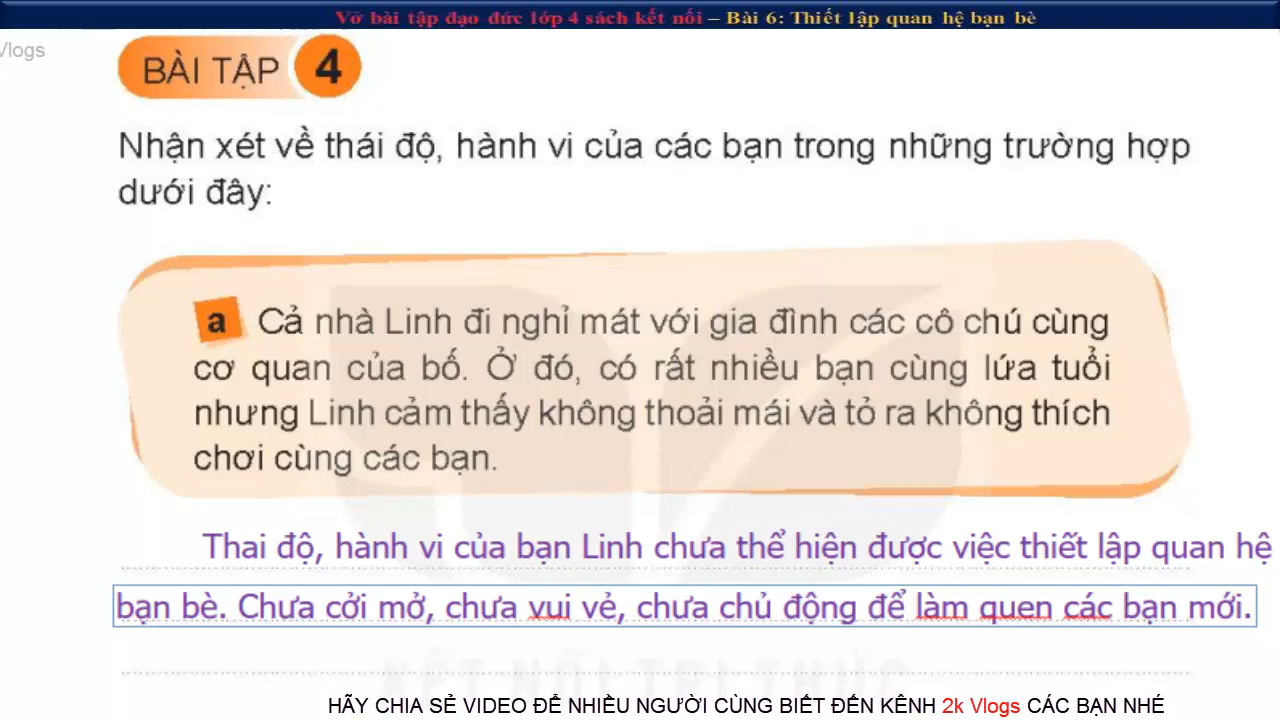 Vở bài tập đạo đức lớp 4 sách kết nối – Bài 6: Thiết lập quan hệ bạn bè
Vlogs
BÀI TẬP 4
Nhận xét về thái độ, hành vi của các bạn trong những trường hợp
dưới đây:
a Cả nhà Linh đi nghỉ mát với gia đình các cô chú cùng
cơ quan của bố. Ở đó, có rất nhiều bạn cùng lứa tuổi
nhưng Linh cảm thấy không thoải mái và tỏ ra không thích
chơi cùng các bạn.
Thai độ, hành vi của bạn Linh chưa thể hiện được việc thiết lập quan hệ
bạn bè. Chưa cởi mở, chưa vui vẻ, chưa chủ động để làm quen các bạn mới.
KẾT NỐI TRI THỨC
HÃY CHIA SẺ VIDEO ĐỂ NHIỀU NGƯỜI CÙNG BIẾT ĐẾN KÊNH 2k Vlogs CÁC BẠN NHÉ